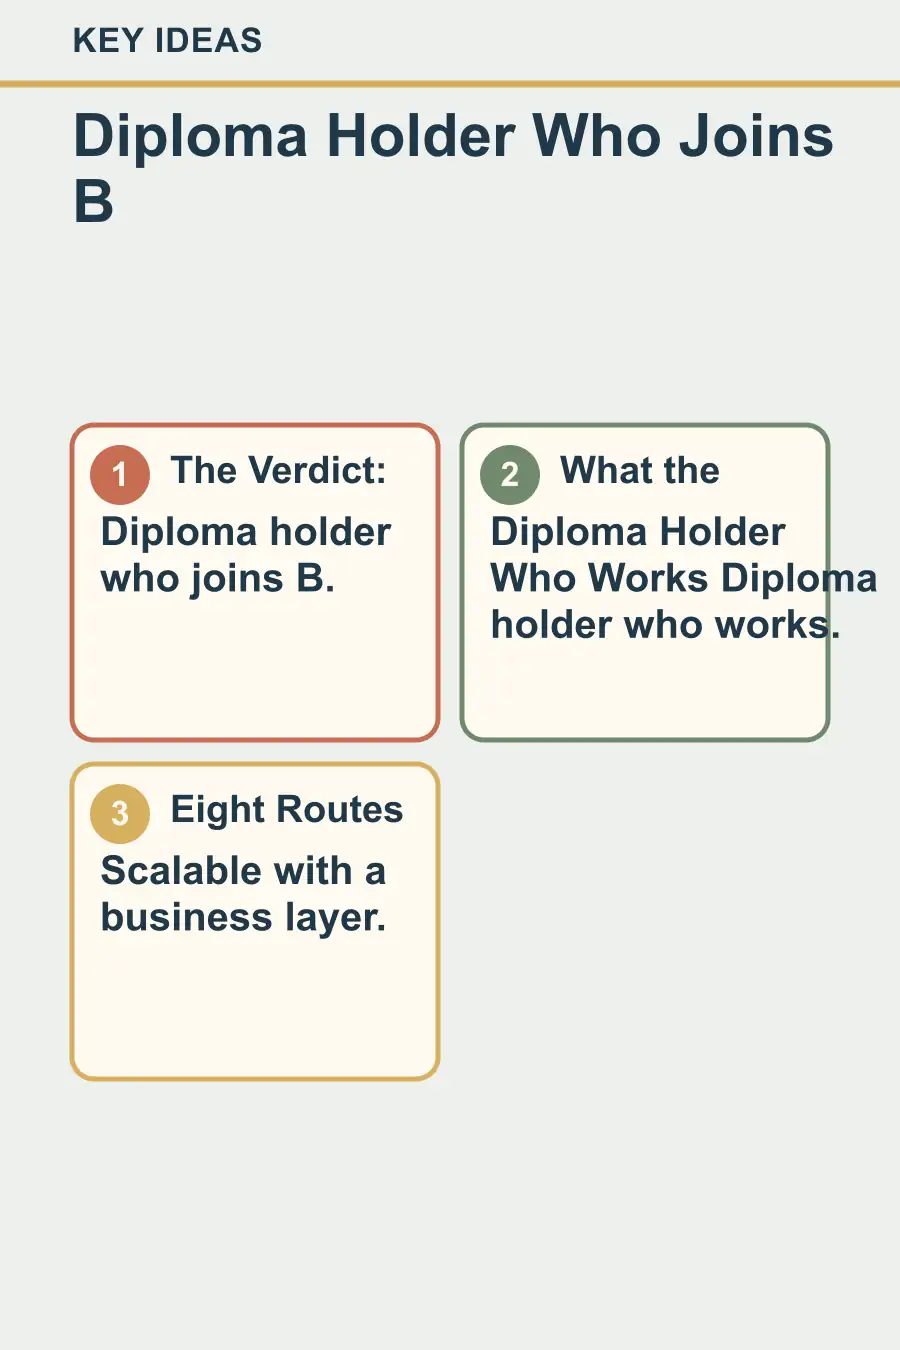 KEY IDEAS
Diploma Holder Who Joins
B
1 The Verdict:
Diploma holder
who joins B.
2 What the
Diploma Holder
Who Works Diploma
holder who works.
3 Eight Routes
Scalable with a
business layer.